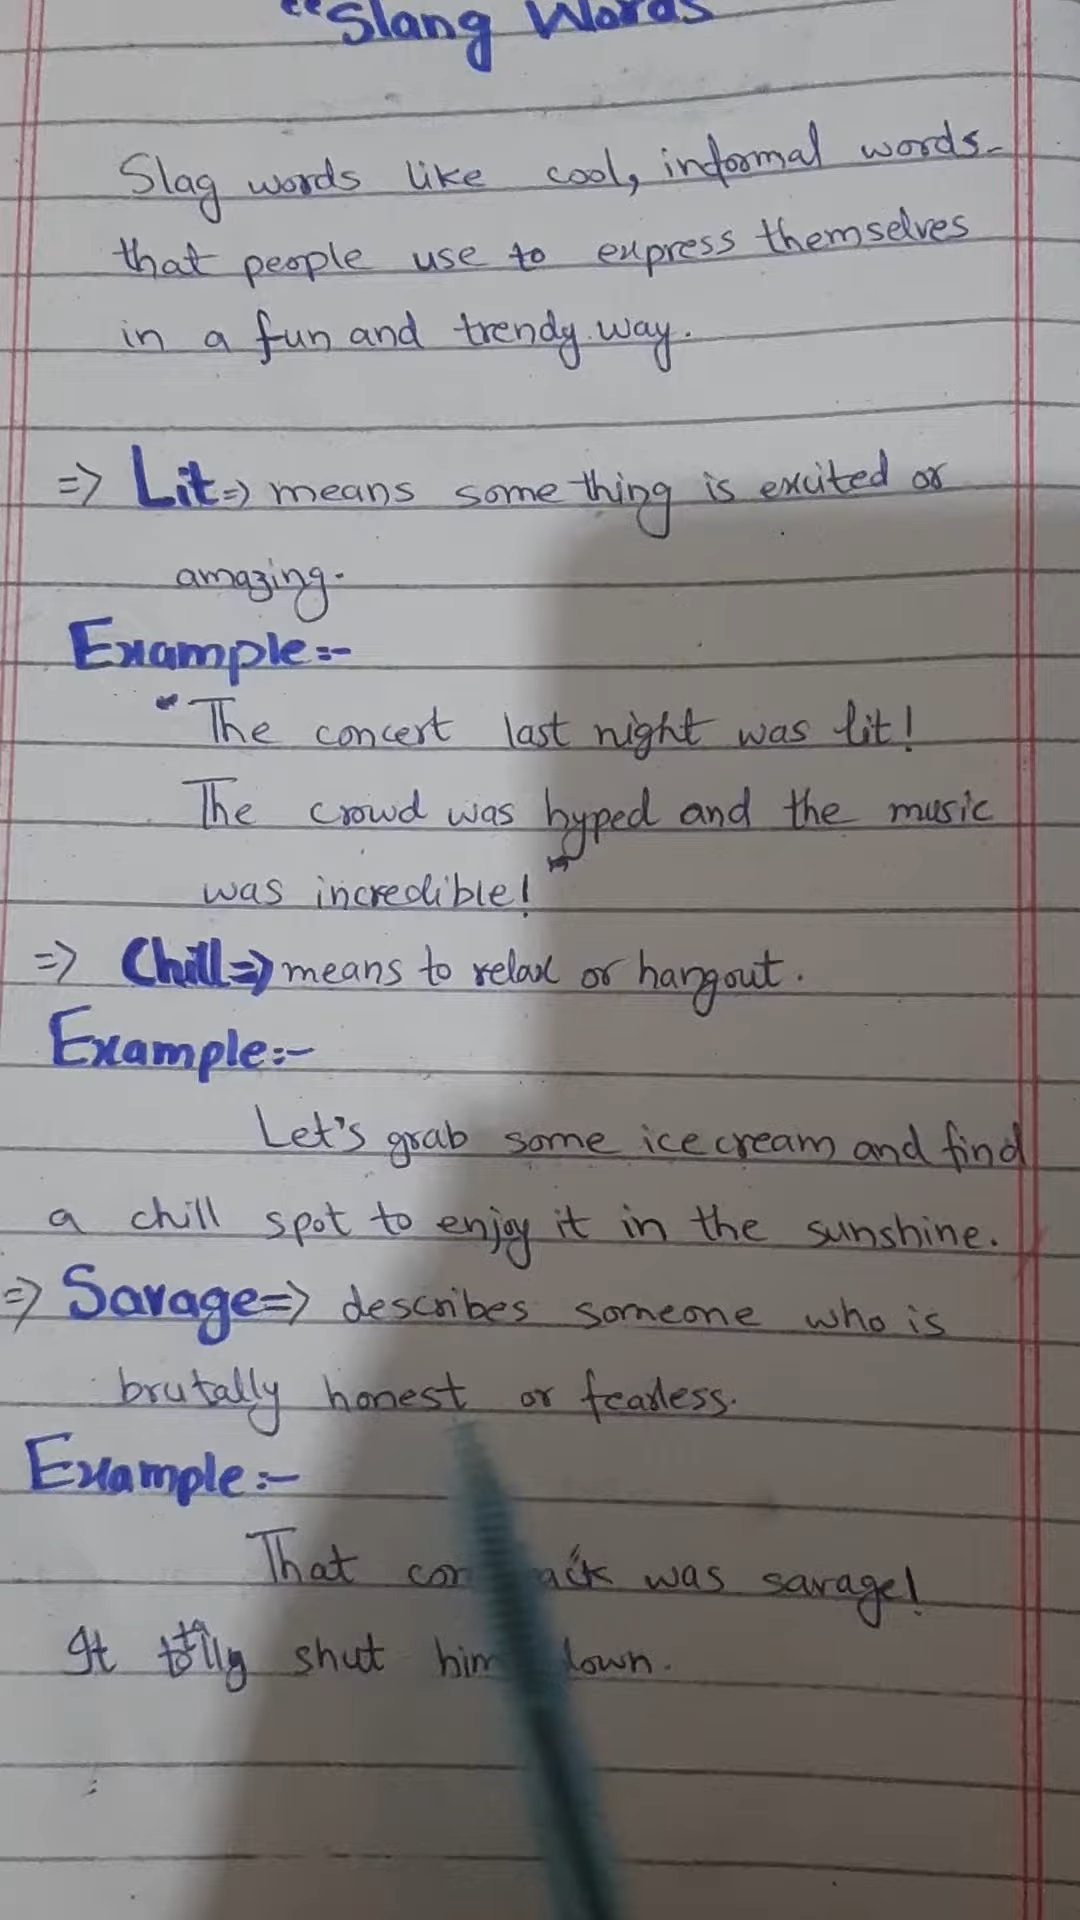 "Slang Words
Slag words like cool, informal words-
that people use to express themselves
in a fun and trendy way.
=> Lit=> means some thing is excited or
amazing.
Example:-
"The concert last night was lit!
The crowd was hyped and the music
was incredible!"
=> Chill=> means to relax or hangout.
Example:-
Let's grab some ice cream and find
a chill spot to enjoy it in the sunshine.
=> Savage=> describes someone who is
brutally honest or fearless.
Example:-
That was savage!
It shut him down.